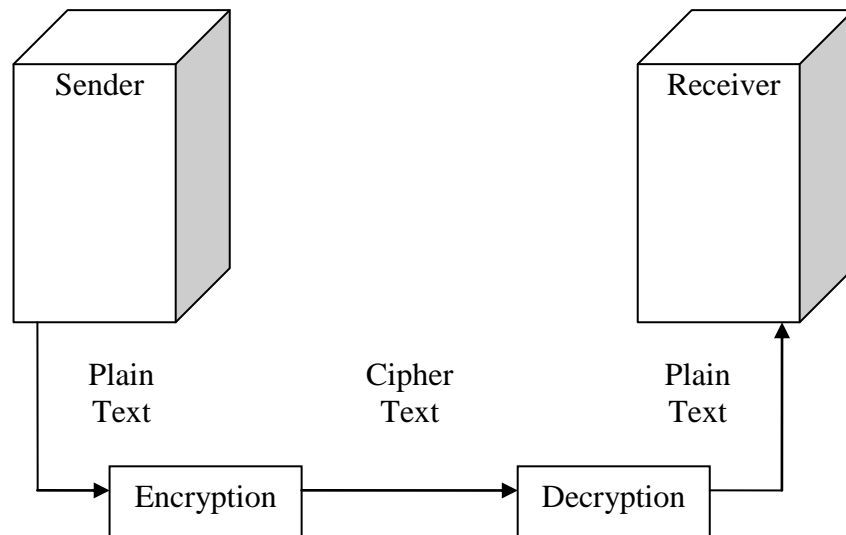 Sender
Receiver
Plain
Text
Cipher
Text
Plain
Text
Encryption
Decryption